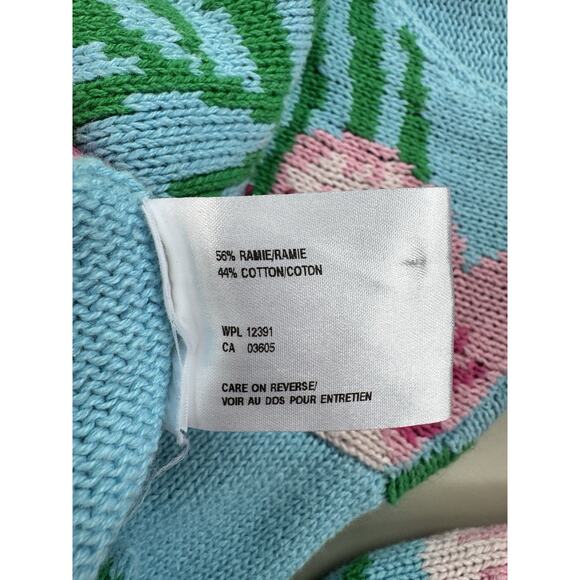 56% RAMIE/RAMIE
44% COTTON/COTON
WPL 12391
CA 03605
CARE ON REVERSE/
VOIR AU DOS POUR ENTRETIEN